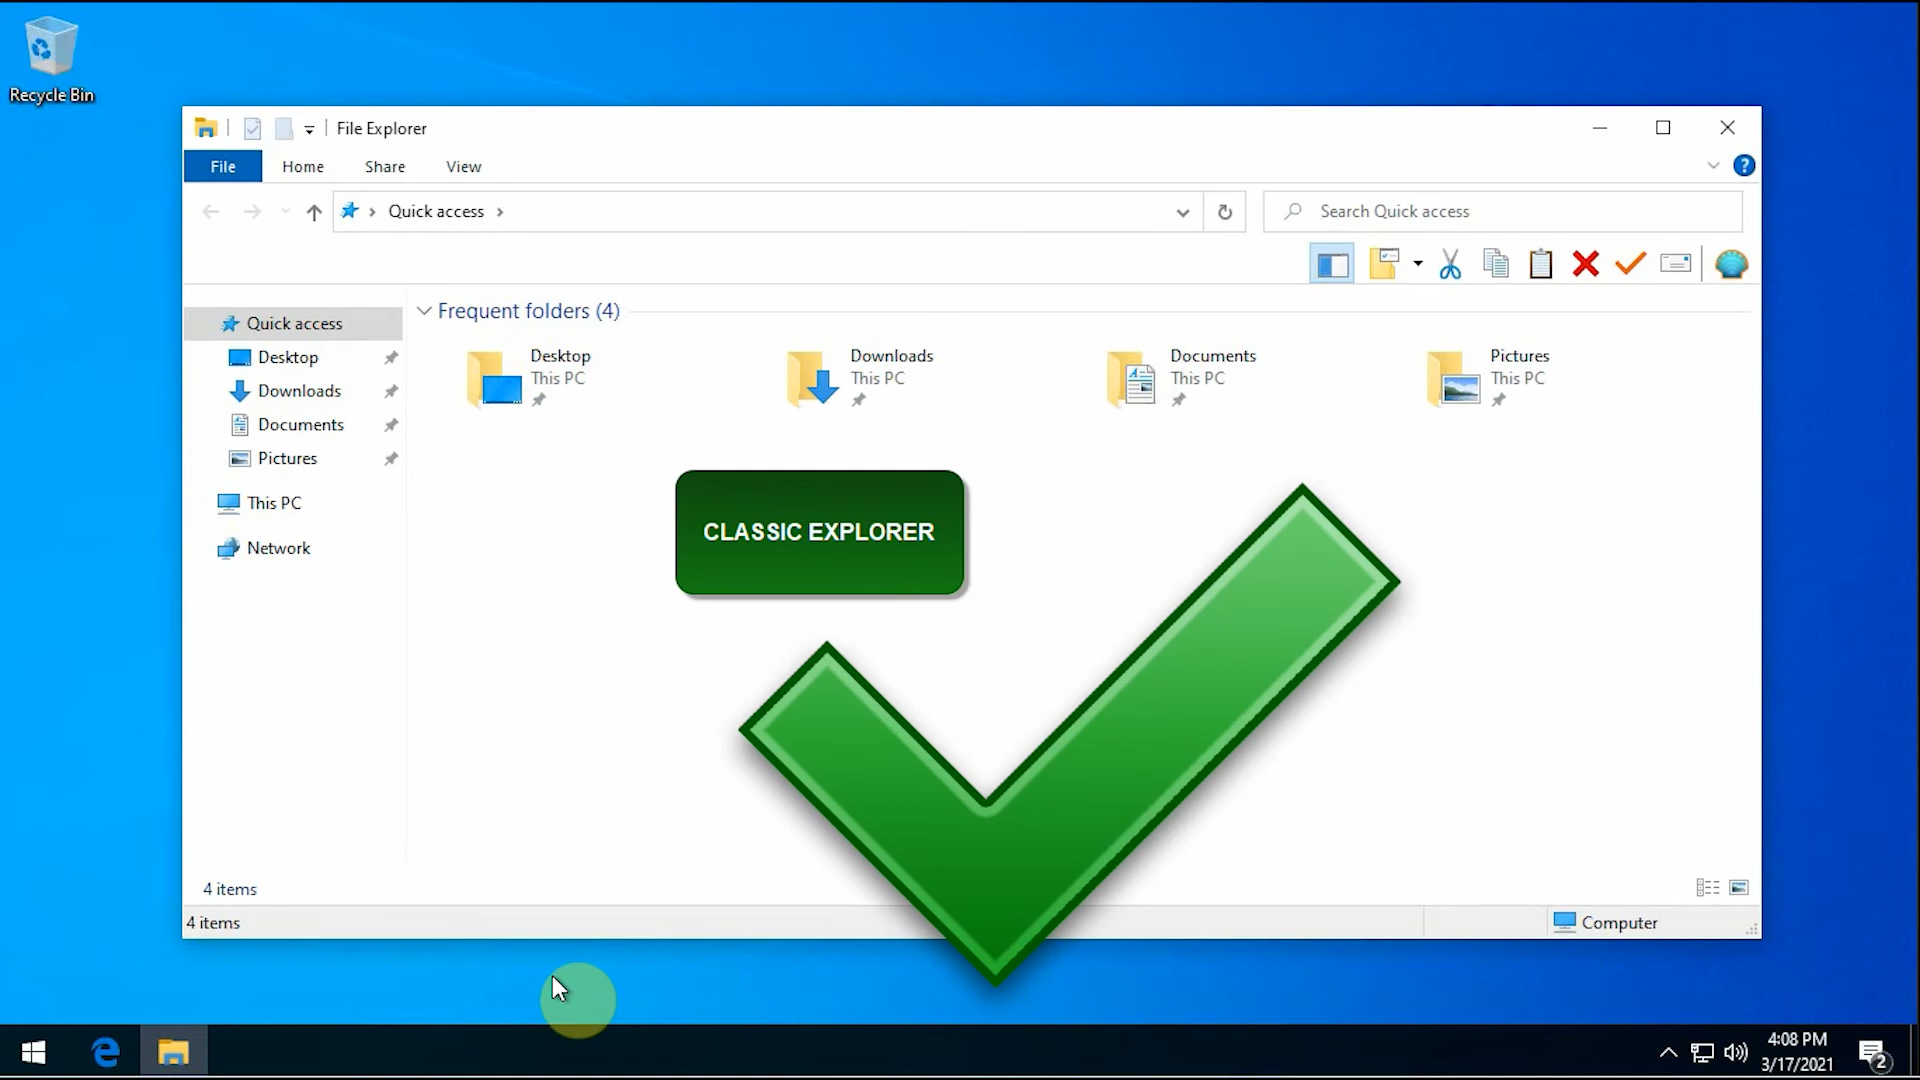 Recycle Bin
File Explorer
File Home Share View
?
Quick access
Search Quick access
Quick access
Desktop
Downloads
Documents
Pictures
This PC
Network
Frequent folders (4)
Desktop
This PC
Downloads
This PC
Documents
This PC
Pictures
This PC
CLASSIC EXPLORER
4 items
4 items
Computer
4:08 PM
3/17/2021
2